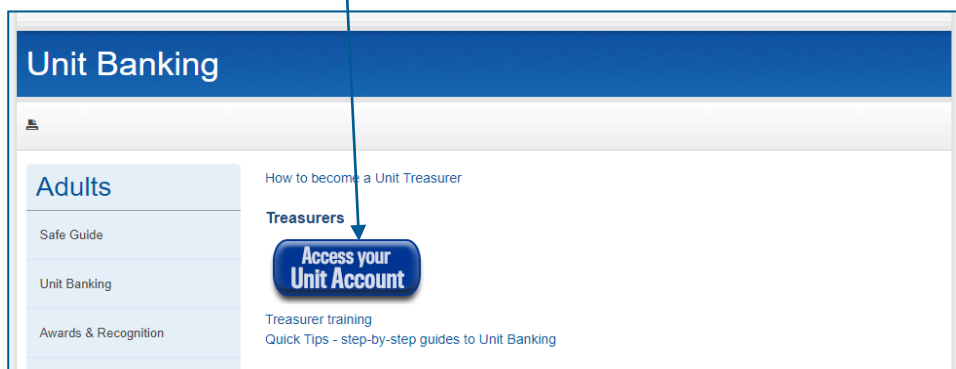 Unit Banking
Adults
Safe Guide
Unit Banking
Awards & Recognition
How to become a Unit Treasurer
Treasurers
Access your
Unit Account
Treasurer training
Quick Tips - step-by-step guides to Unit Banking